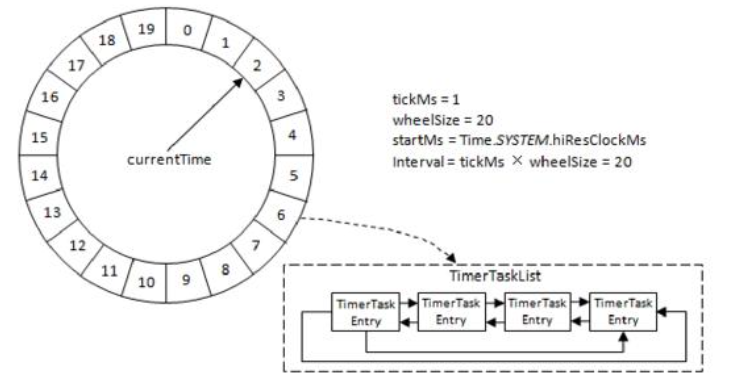 0
1
2
3
4
5
6
7
8
9
10
11
12
13
14
15
16
17
18
19
currentTime
tickMs = 1
wheelSize = 20
startMs = Time.SYSTEM.hiResClockMs
Interval = tickMs × wheelSize = 20
TimerTaskList
TimerTask
Entry
TimerTask
Entry
TimerTask
Entry
TimerTask
Entry